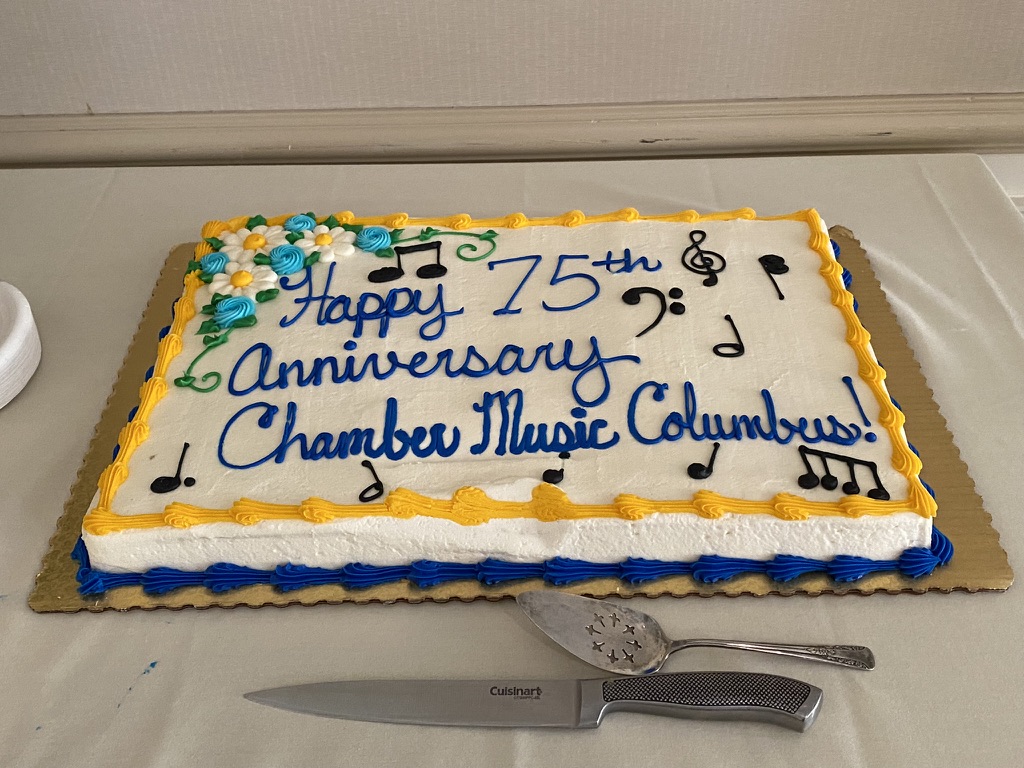 Happy 75th
Anniversary
Chamber Music Columbus!
Cuisinart